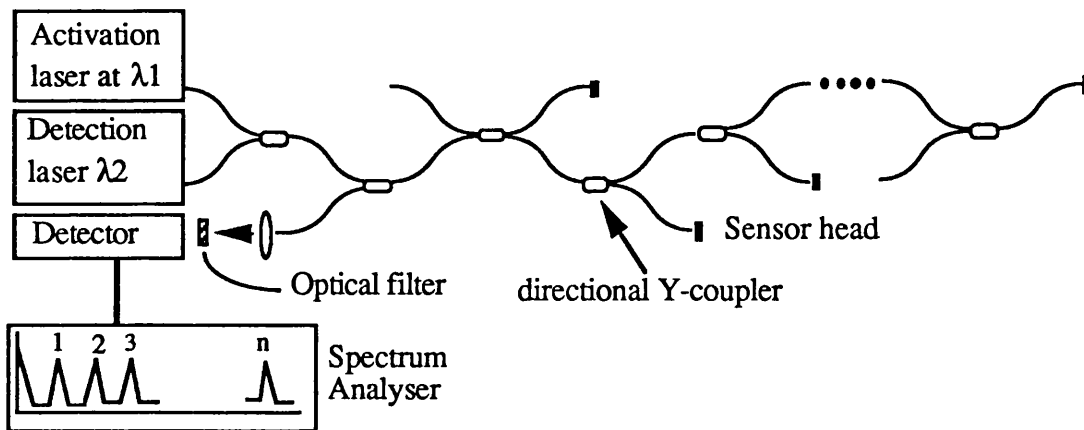 Activation
laser at λ1
Detection
laser λ2
Detector
Optical filter
directional Y-coupler
Sensor head
1 2 3 n
Spectrum
Analyser